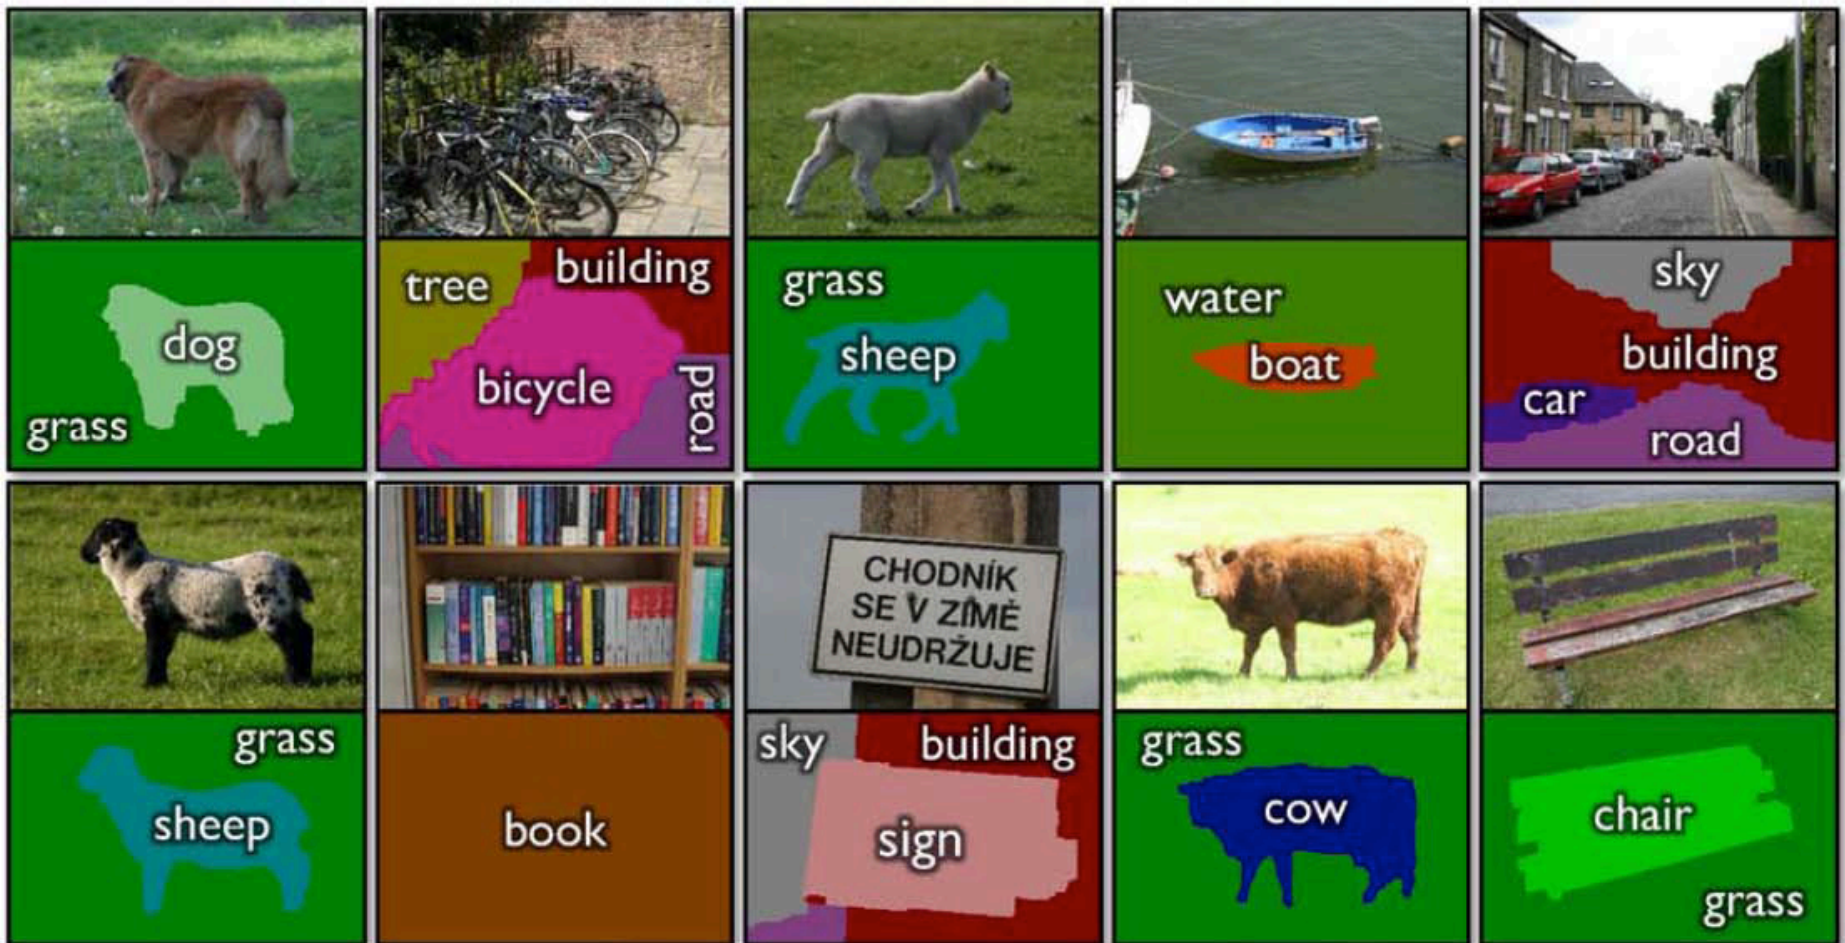 tree
building
bicycle
road
dog
grass
grass
sheep
water
boat
sky
building
car
road
CHODNÍK
SE V ZÍMĚ
NEUDRŽUJE
grass
sheep
book
sky
building
sign
grass
cow
chair
grass